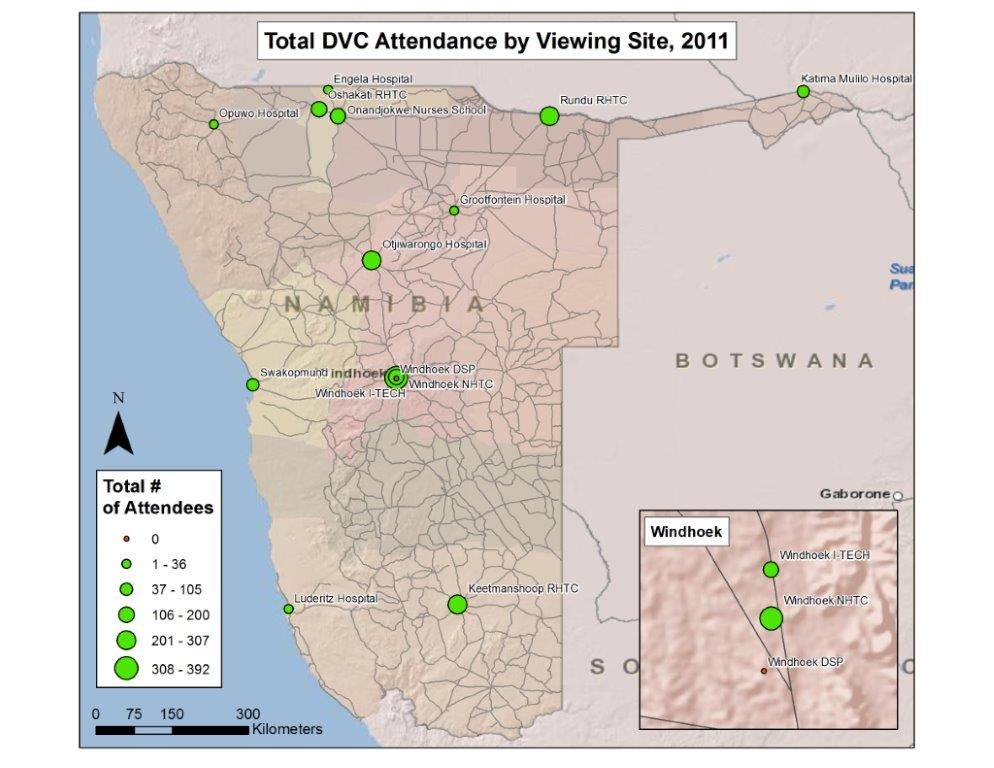 Total DVC Attendance by Viewing Site, 2011
Engela Hospital
Katima Mulilo Hospital
Oshakati RHTC
Rundu RHTC
Opuwo Hospital
Onandjokwe Nurses School
Grootfontein Hospital
Otjiwarongo Hospital
NAMIBIA
BOTSWANA
Swakopmund
indhoek
Windhoek DSP
Windhoek NHTC
Windhoek I-TECH
N
Gaborone
Total #
of Attendees
0
1 - 36
37 - 105
106 - 200
201 - 307
308 - 392
Luderitz Hospital
Keetmanshoop RHTC
Windhoek
Windhoek I-TECH
Windhoek NHTC
Windhoek DSP
SO
0 75 150 300
Kilometers